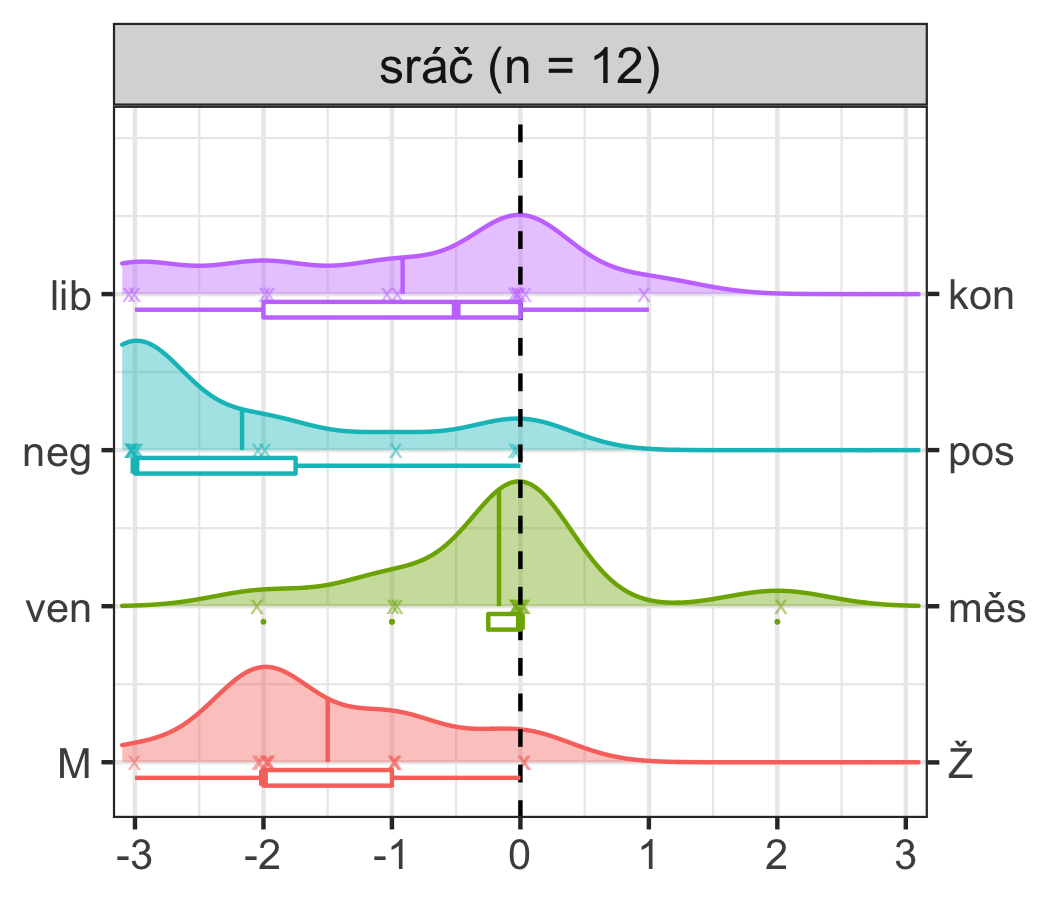 sráč (n = 12)
lib kon
neg pos
ven měs
M Ž
-3 -2 -1 0 1 2 3